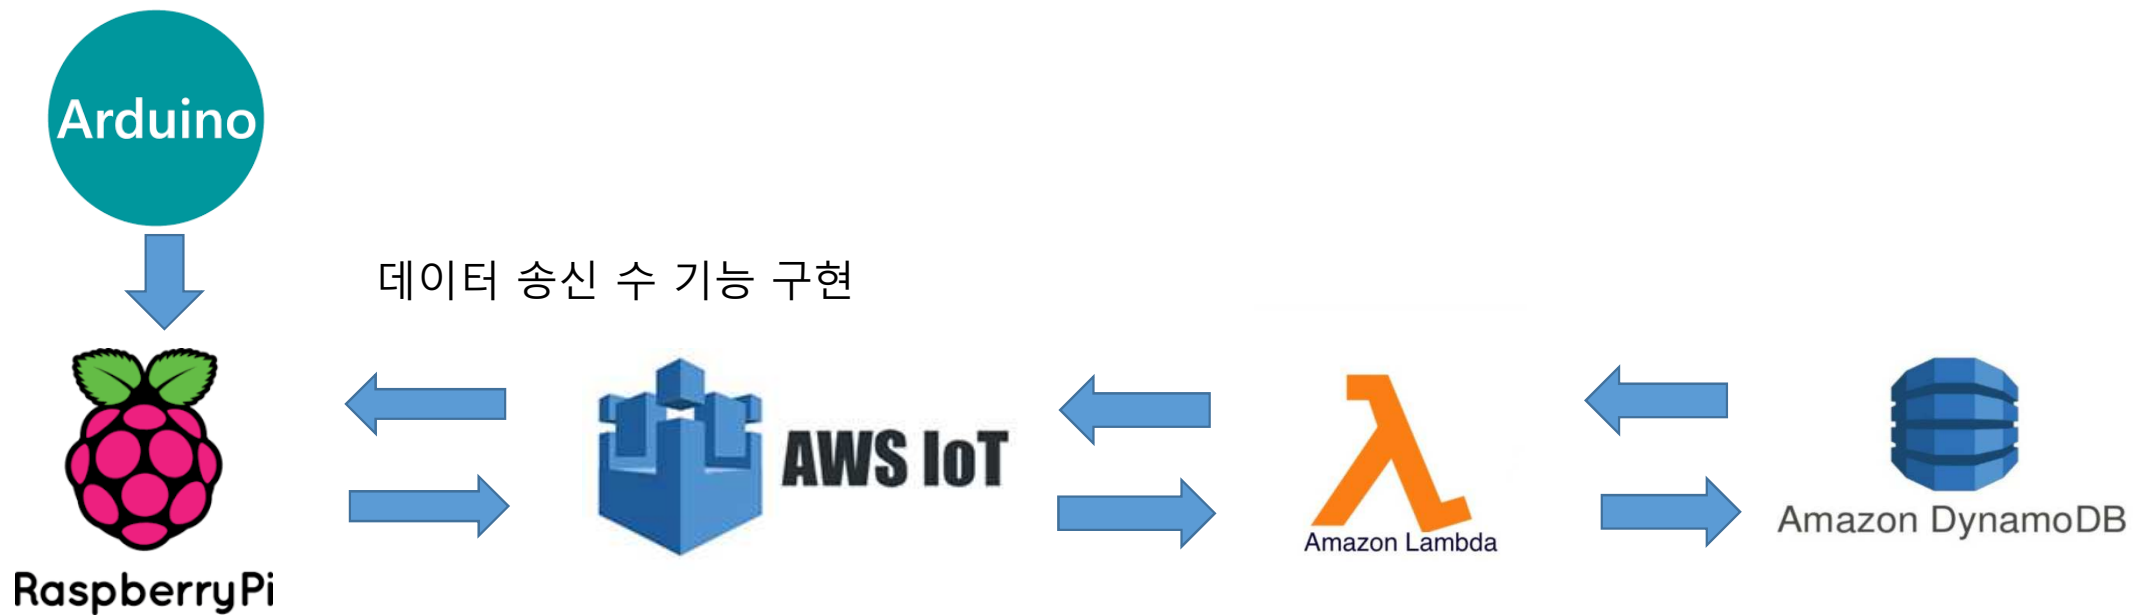 Arduino
데이터 송신 수 기능 구현
AWS IoT
Amazon Lambda
Amazon DynamoDB
RaspberryPi